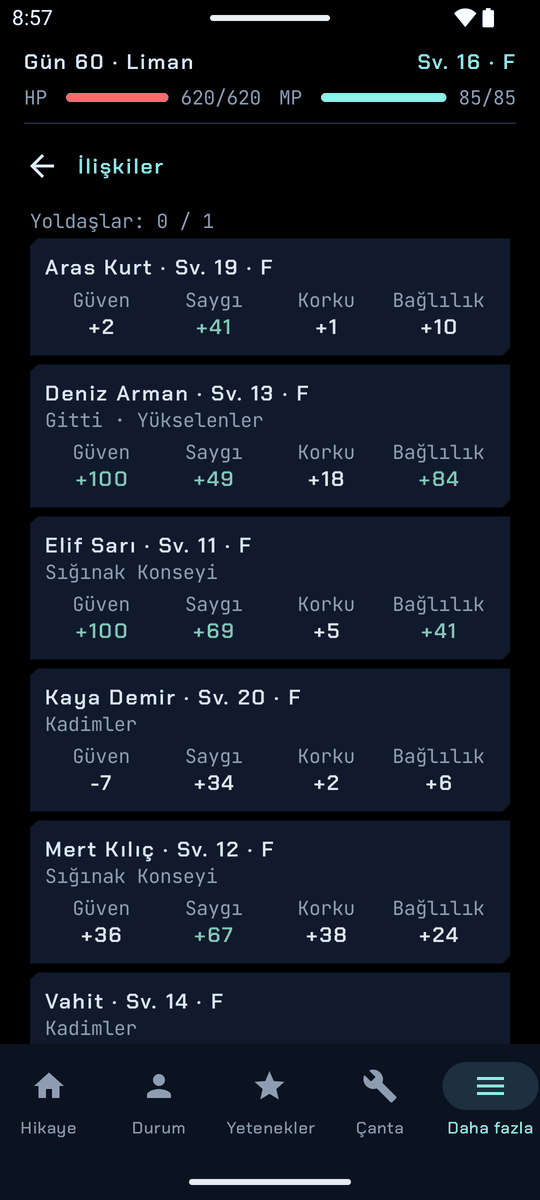 8:57
Gün 60 · Liman Sv. 16 · F
HP 620/620 MP 85/85
İlişkiler
Yoldaşlar: 0 / 1
Aras Kurt · Sv. 19 · F
Güven Saygı Korku Bağlılık
+2 +41 +1 +10
Deniz Arman · Sv. 13 · F
Gitti · Yükselenler
Güven Saygı Korku Bağlılık
+100 +49 +18 +84
Elif Sarı · Sv. 11 · F
Sığınak Konseyi
Güven Saygı Korku Bağlılık
+100 +69 +5 +41
Kaya Demir · Sv. 20 · F
Kadimler
Güven Saygı Korku Bağlılık
-7 +34 +2 +6
Mert Kılıç · Sv. 12 · F
Sığınak Konseyi
Güven Saygı Korku Bağlılık
+36 +67 +38 +24
Vahit · Sv. 14 · F
Kadimler
Hikaye Durum Yetenekler Çanta Daha fazla